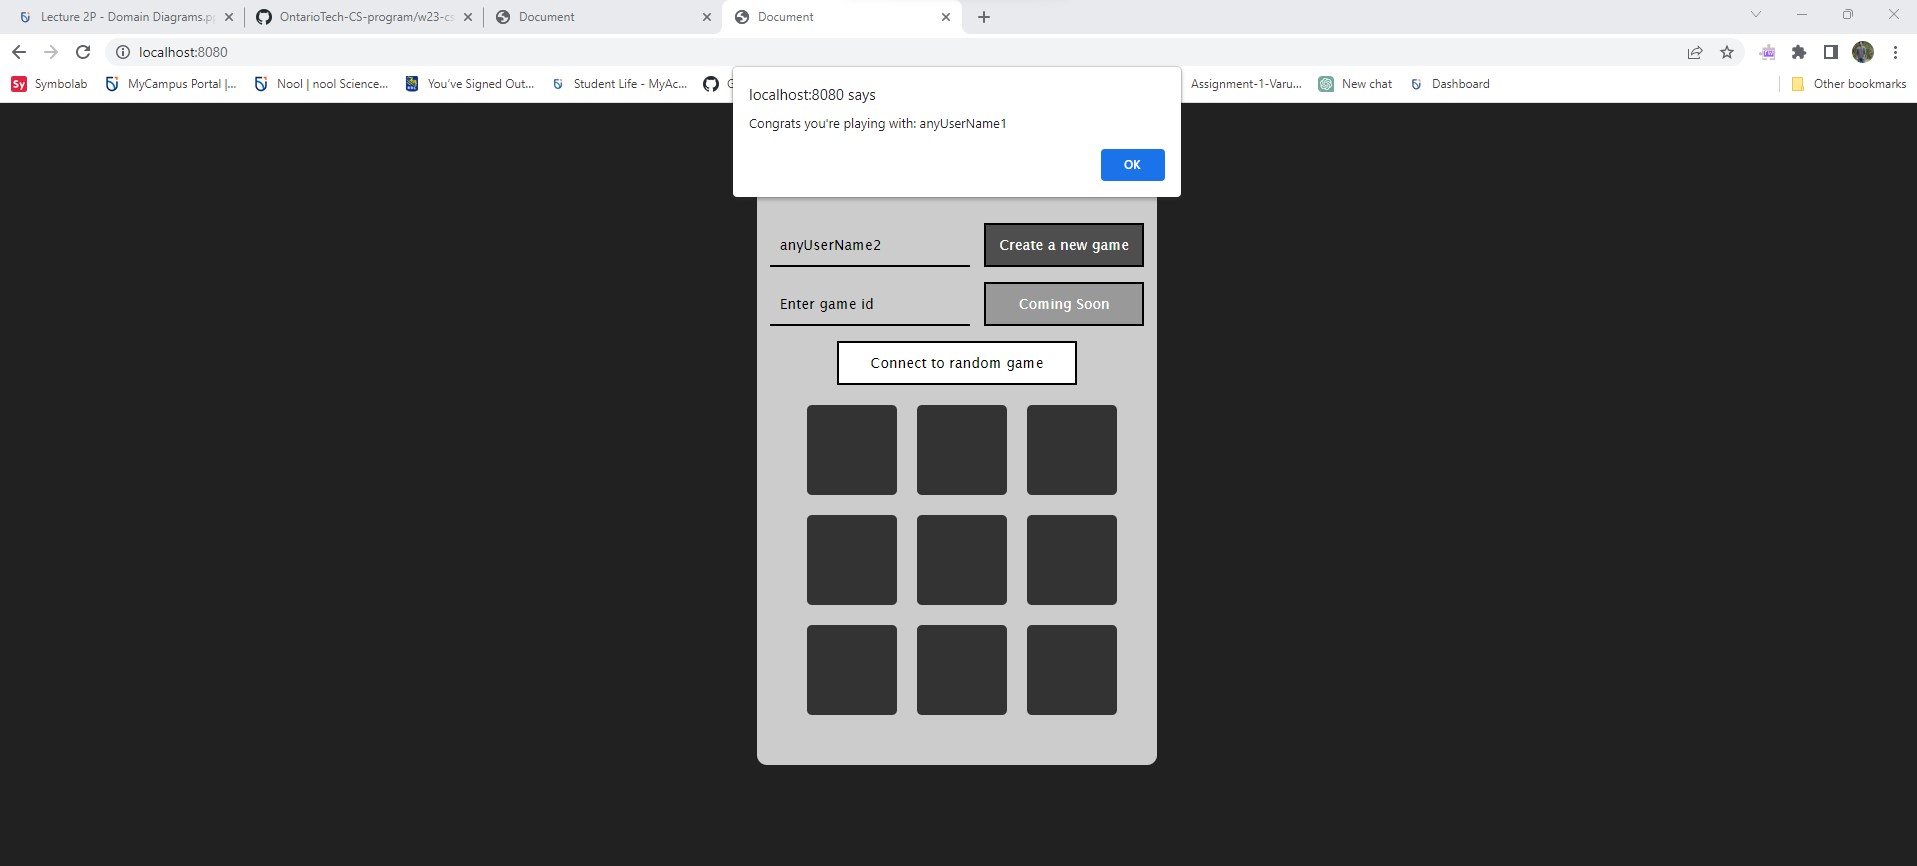 Lecture 2P - Domain Diagrams.p
OntarioTech-CS-program/w23-cs
Document
Document
localhost:8080
Sy Symbolab
MyCampus Portal |...
Nool | nool Science...
You've Signed Out...
Student Life - MyAc...
Assignment-1-Varu...
New chat
Dashboard
Other bookmarks
localhost:8080 says
Congrats you're playing with: anyUserName1
OK
anyUserName2
Create a new game
Enter game id
Coming Soon
Connect to random game